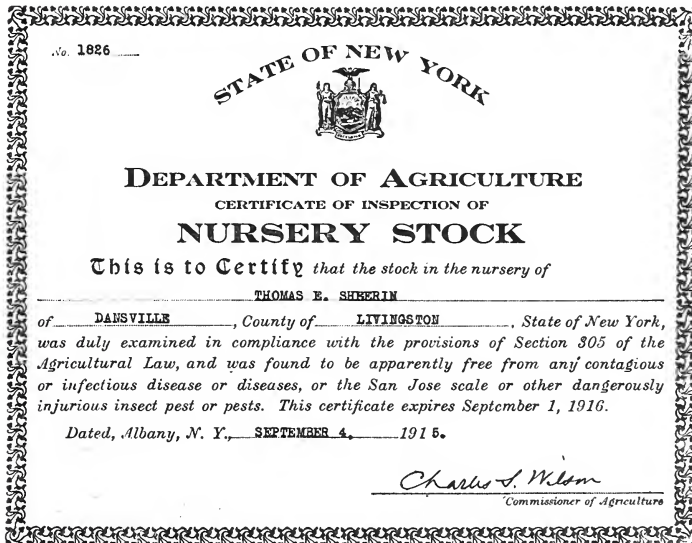 No. 1826
STATE OF NEW YORK
DEPARTMENT OF AGRICULTURE
CERTIFICATE OF INSPECTION OF
NURSERY STOCK
This is to Certify that the stock in the nursery of
THOMAS E. SHEERIN
of DANSVILLE, County of LIVINGSTON, State of New York,
was duly examined in compliance with the provisions of Section 305 of the
Agricultural Law, and was found to be apparently free from any contagious
or infectious disease or diseases, or the San Jose scale or other dangerously
injurious insect pest or pests. This certificate expires September 1, 1916.
Dated, Albany, N. Y., SEPTEMBER 4, 1915.
Charles S. Wilson
Commissioner of Agriculture